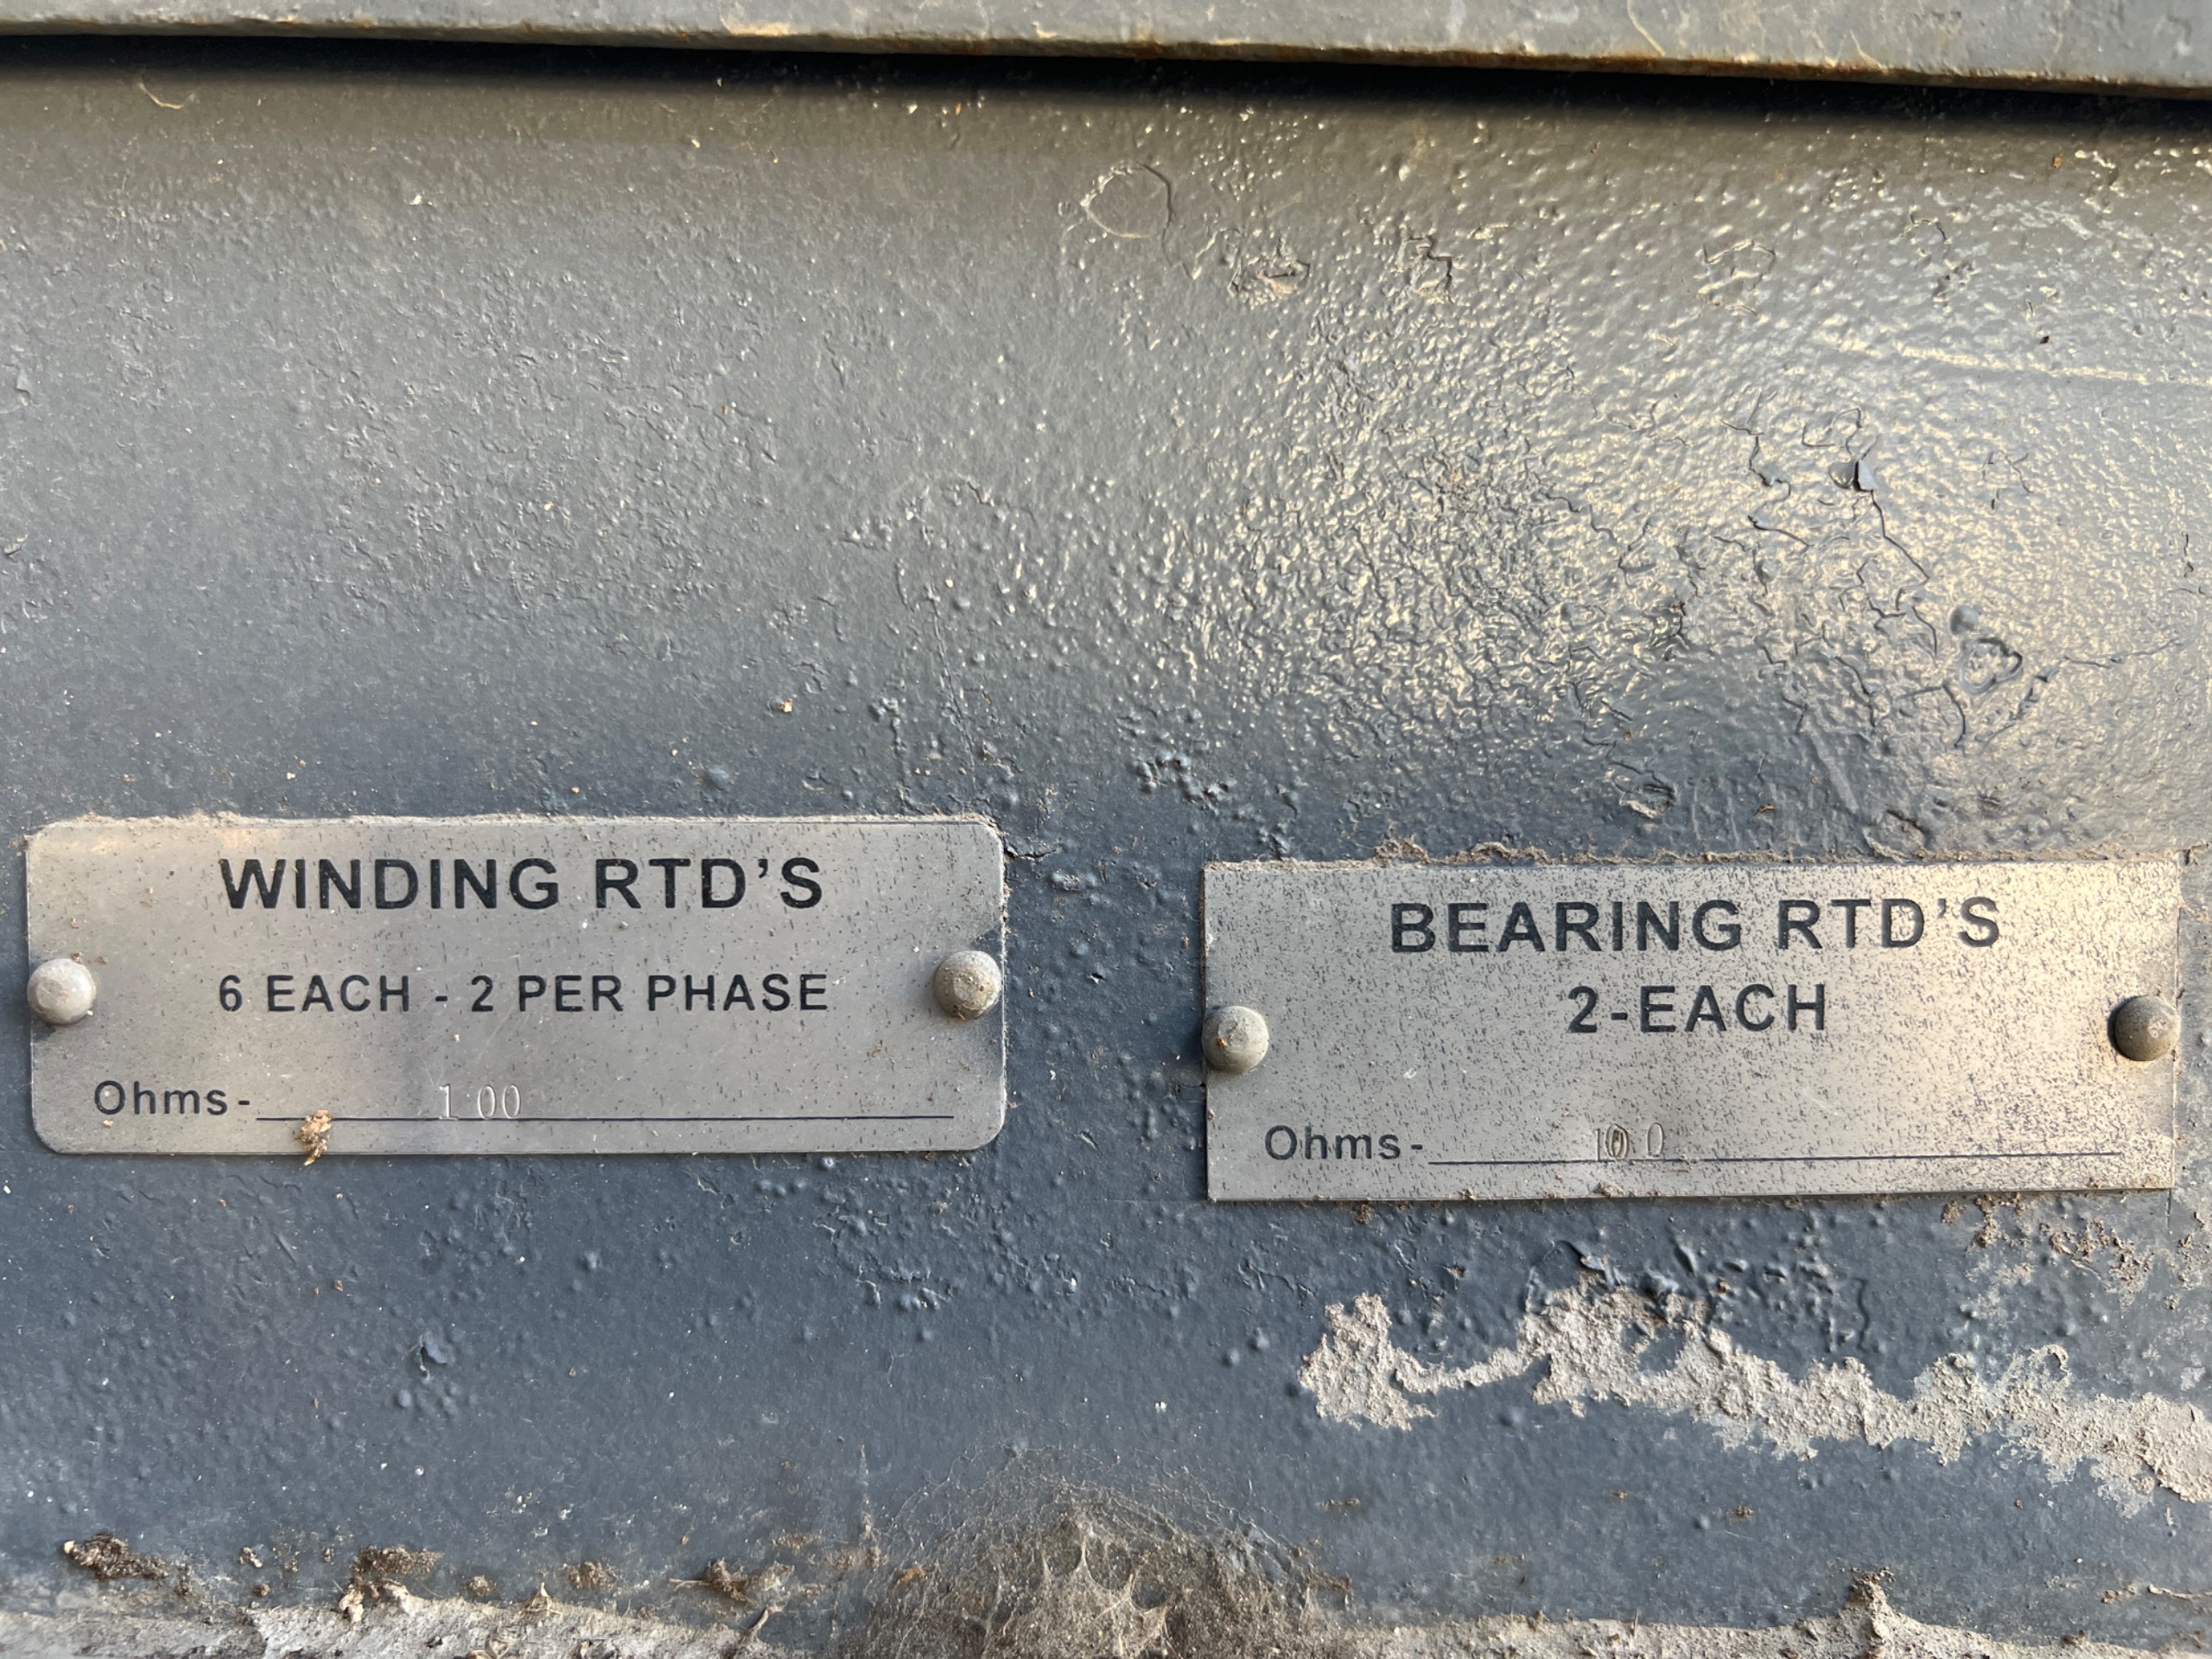 WINDING RTD'S
6 EACH - 2 PER PHASE
Ohms- 100
BEARING RTD'S
2-EACH
Ohms- 100